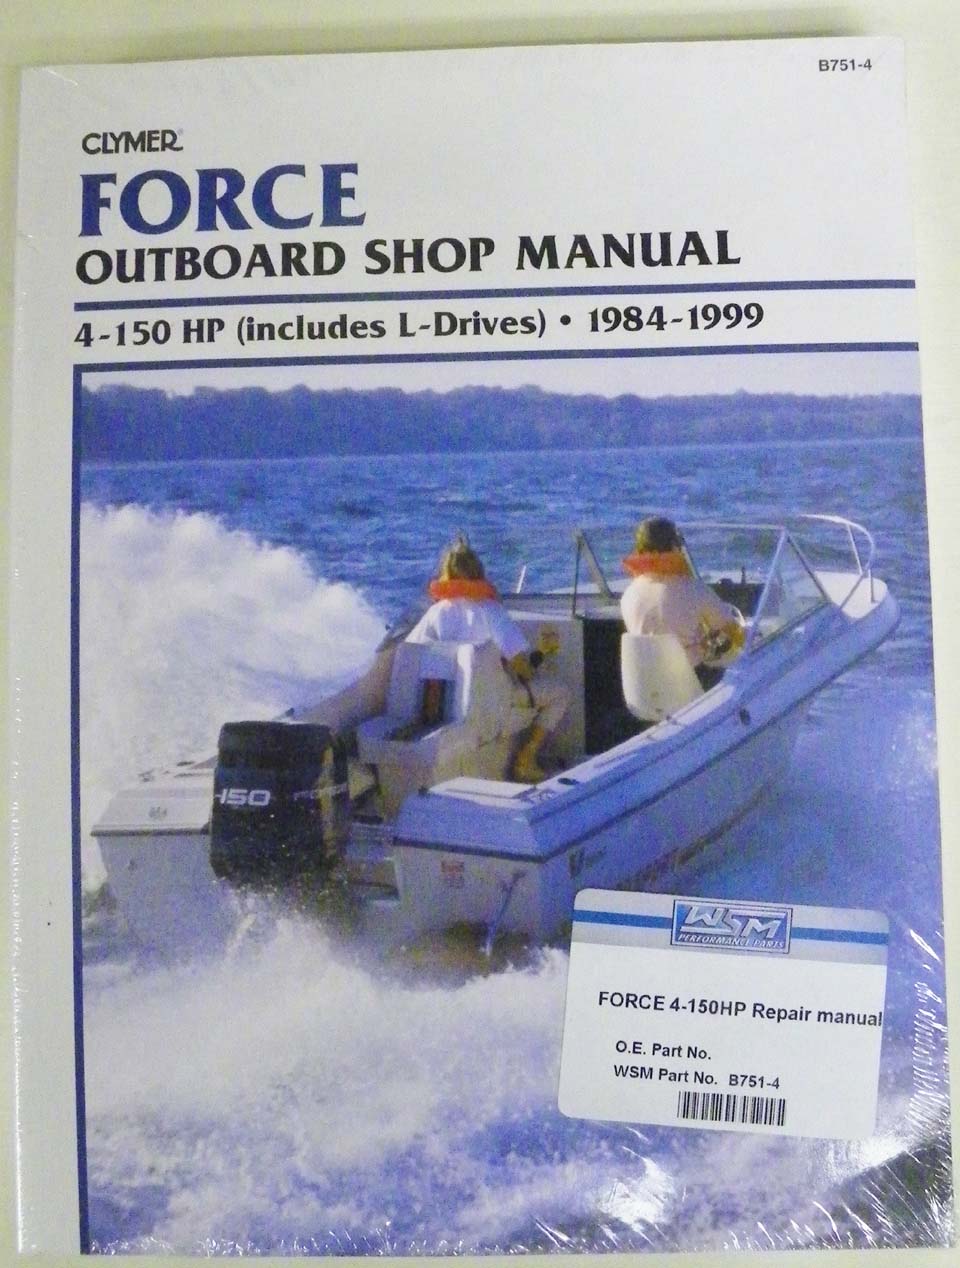 B751-4
CLYMER®
FORCE
OUTBOARD SHOP MANUAL
4-150 HP (includes L-Drives) • 1984-1999
150
WSM
PERFORMANCE PARTS
FORCE 4-150HP Repair manual
O.E. Part No.
WSM Part No. B751-4